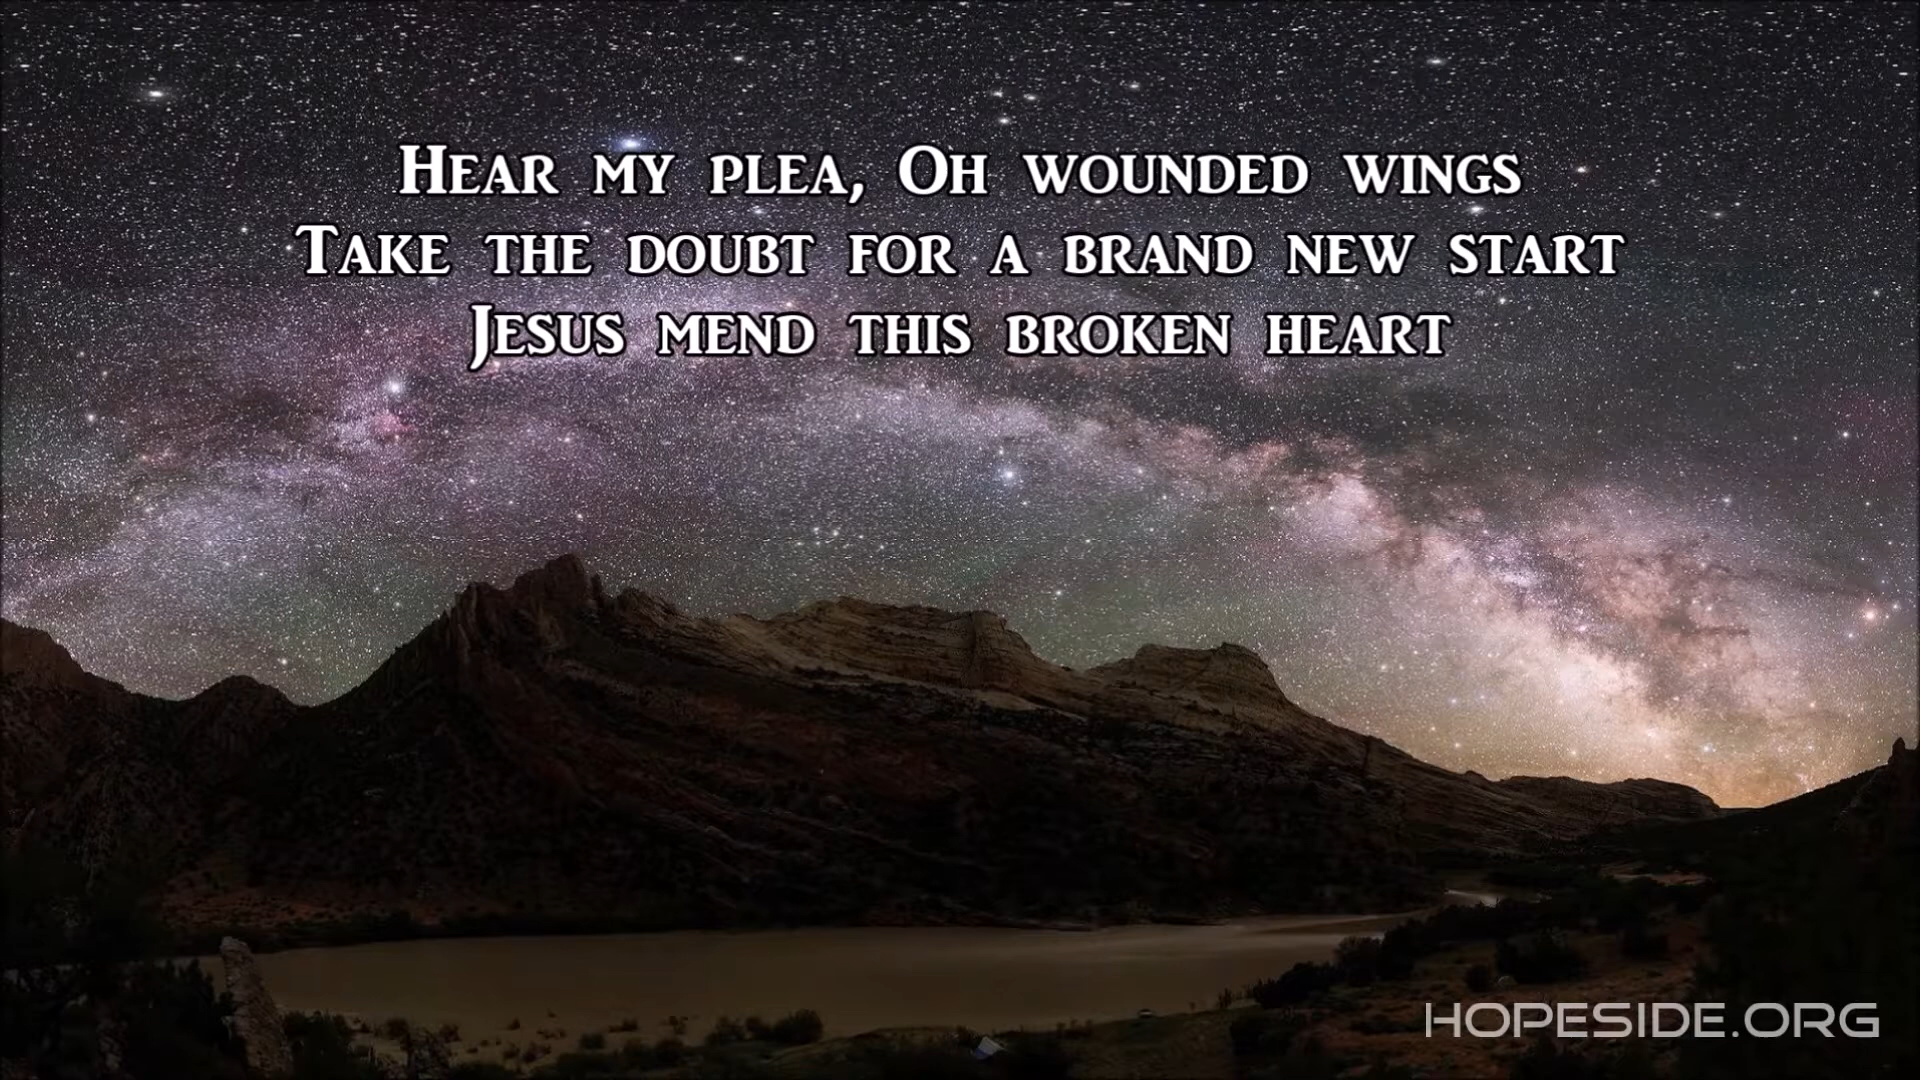 Hear my plea, Oh wounded wings
Take the doubt for a brand new start
Jesus mend this broken heart
HOPESIDE.ORG